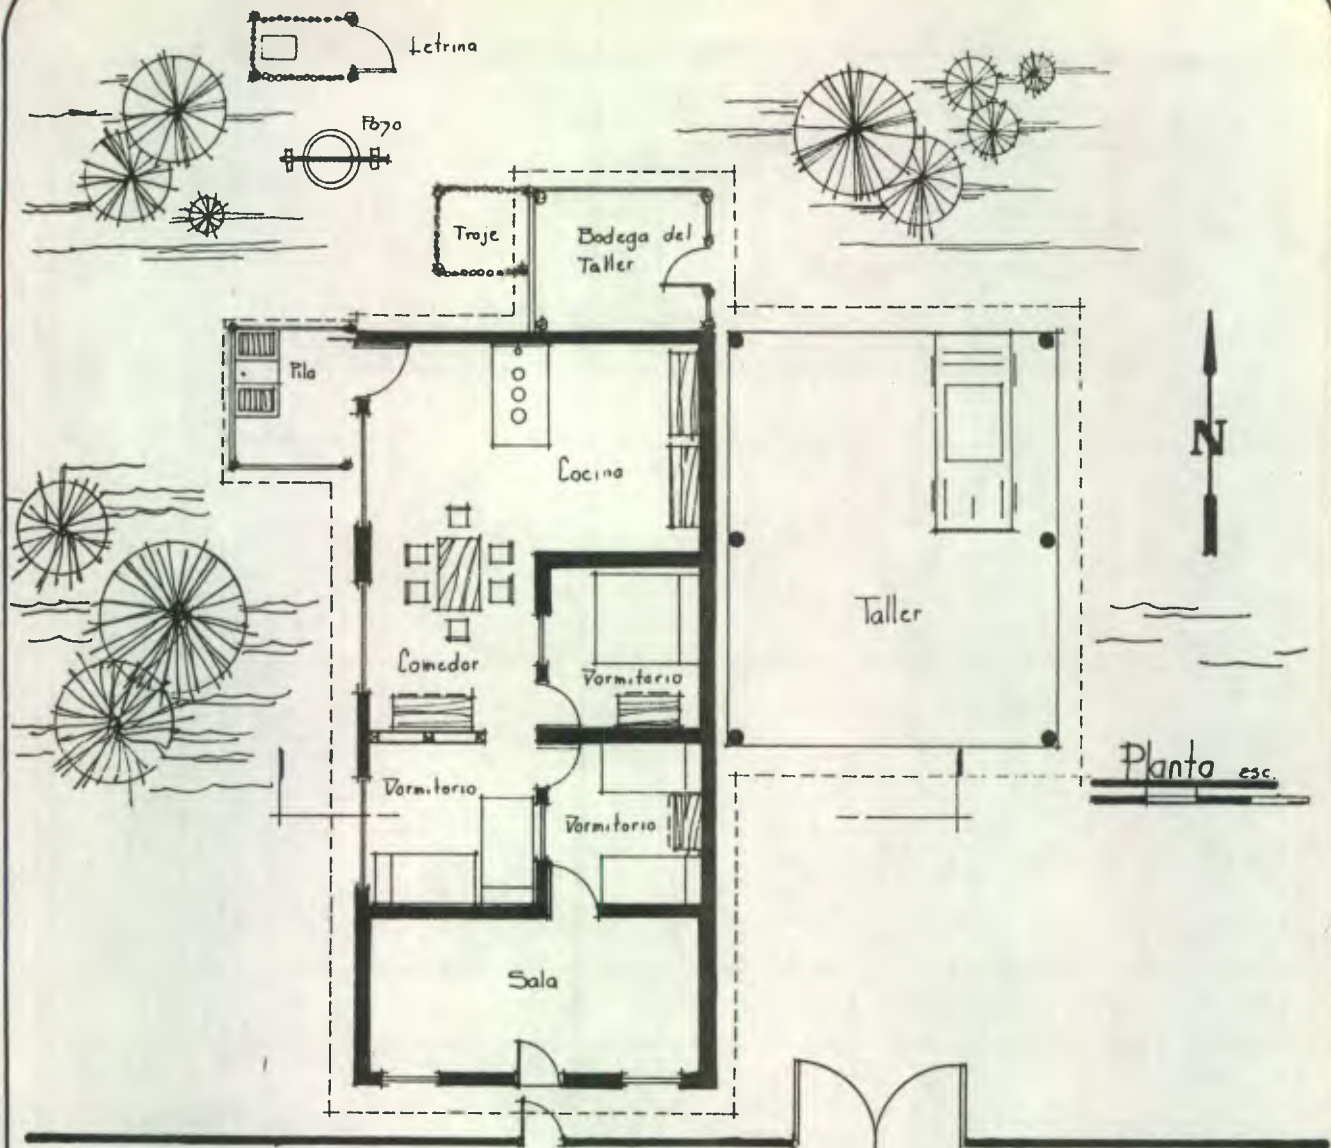 Letrina
Pozo
Troje
Bodega del
Taller
Pila
N
Cocina
Taller
Comedor
Dormitorio
Planta esc.
Dormitorio
Dormitorio
Sala